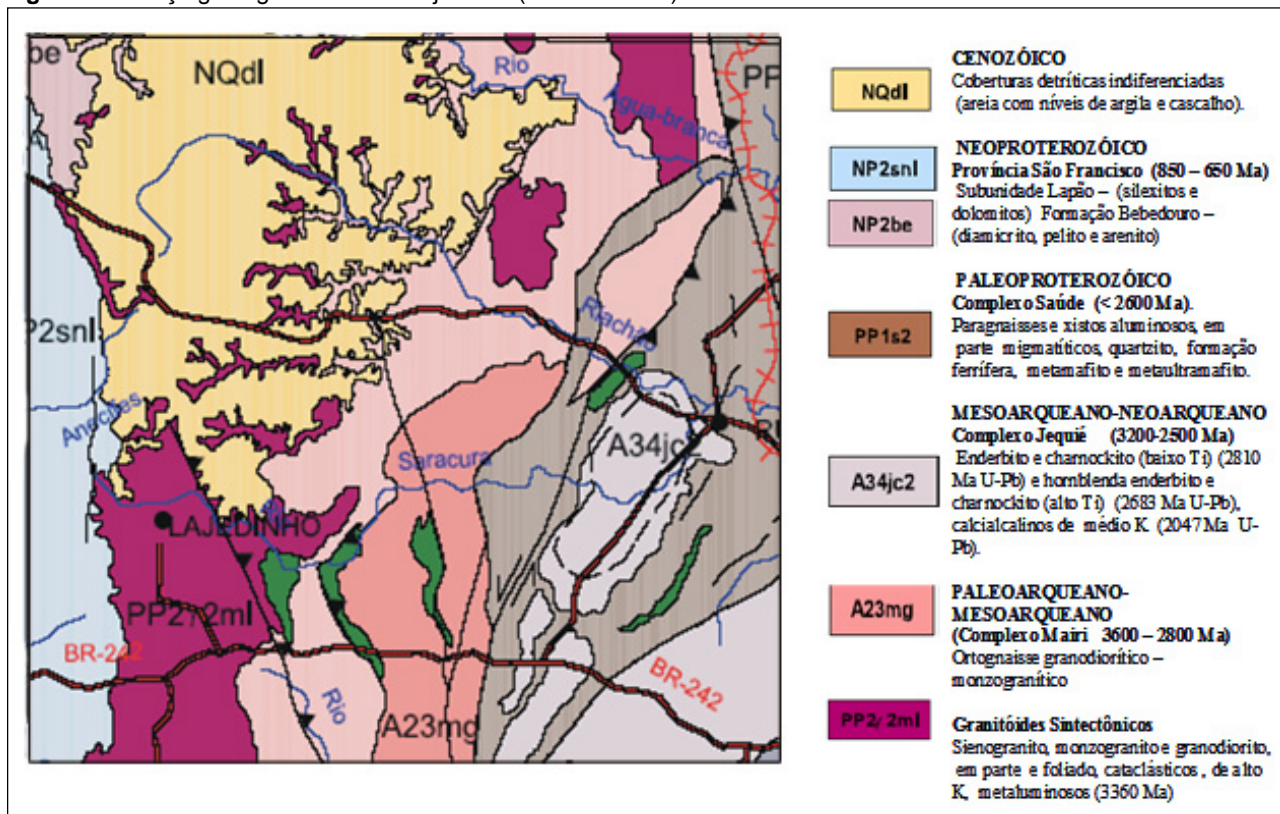 be
NQdl
Rio
PP
Água-branca
P2snl
Riachão
Anecites
A34jc2
Saracura
LAJEDINHO
PP2γ2ml
BR-242
Rio
A23mg
BR-242
NQdl
CENOZÓICO
Coberturas detríticas indiferenciadas
(areia com níveis de argila e cascalho).
NP2snl
NP2be
NEOPROTEROZÓICO
Província São Francisco (850 – 650 Ma)
Subunidade Lapão – (silexitos e
dolomitos) Formação Bebedouro –
(diamicrito, pelito e arenito)
PP1s2
PALEOPROTEROZÓICO
Complexo Saúde (< 2600 Ma).
Paragnaisses e xistos aluminosos, em
parte migmatíticos, quartzito, formação
ferrífera, metamafito e metaultramafito.
A34jc2
MESOARQUEANO-NEOARQUEANO
Complexo Jequié (3200-2500 Ma)
Enderbito e charnockito (baixo Ti) (2810
Ma U-Pb) e hornblenda enderbito e
charnockito (alto Ti) (2683 Ma U-Pb),
calcialcalinos de médio K (2047 Ma U-
Pb).
A23mg
PALEOARQUEANO-
MESOARQUEANO
(Complexo Mairi 3600 – 2800 Ma)
Ortognaisse granodiorítico –
monzogranítico
PP2γ2ml
Granitóides Sintectônicos
Sienogranito, monzogranito e granodiorito,
em parte e foliado, cataclásticos , de alto
K, metaluminosos (3360 Ma)